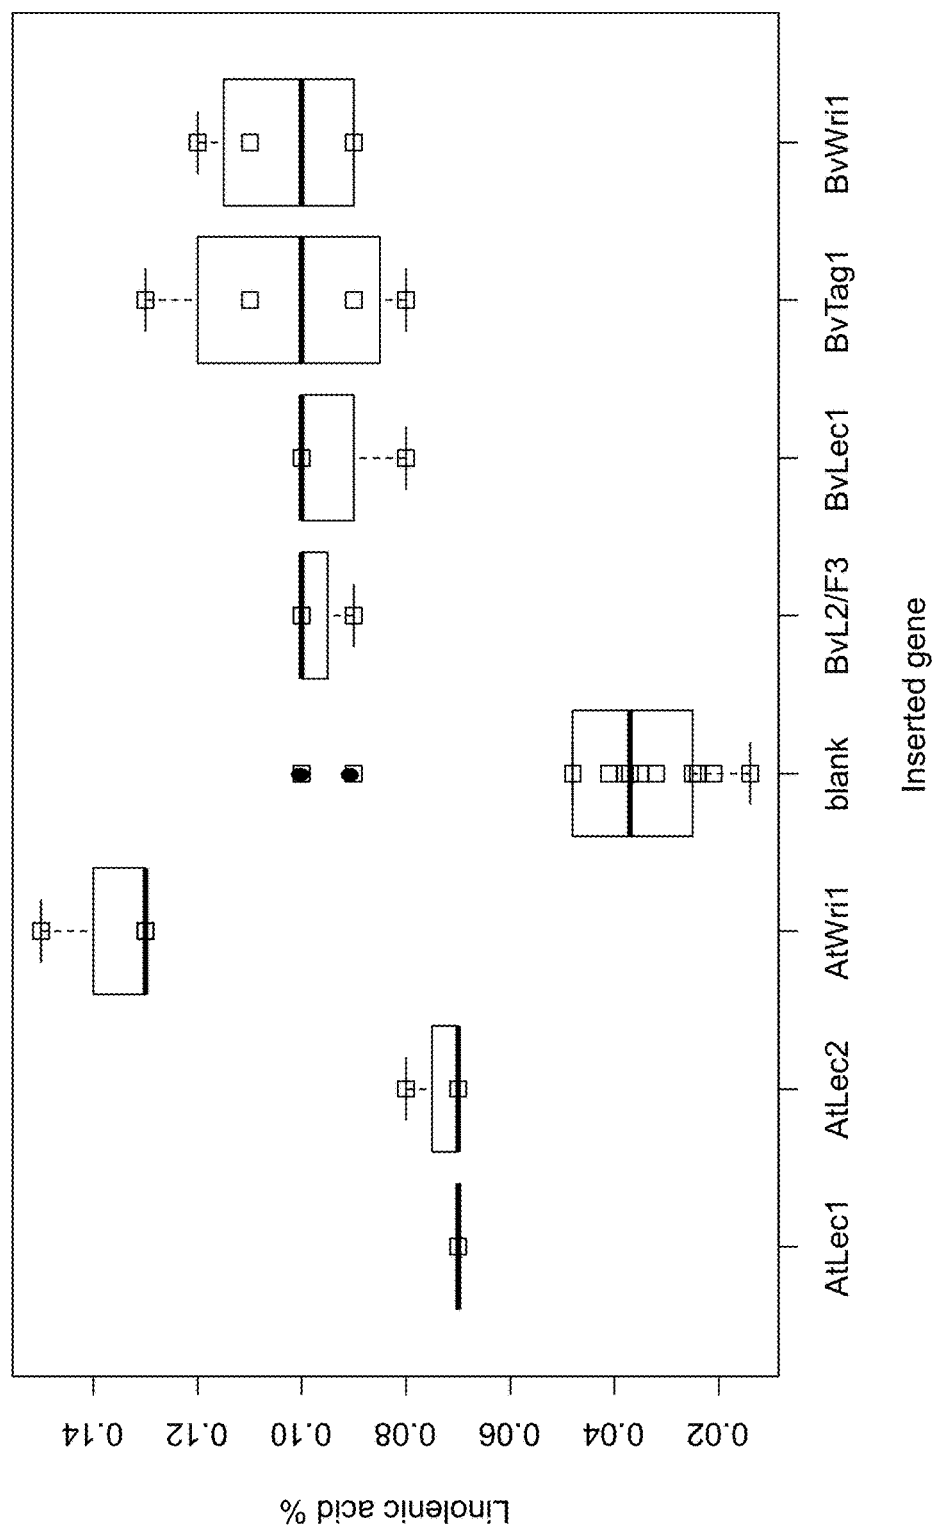 Linolenic acid %
0.14
0.12
0.10
0.08
0.06
0.04
0.02
AtLec1
AtLec2
AtWri1
blank
BvL2/F3
BvLec1
BvTag1
BvWri1
Inserted gene